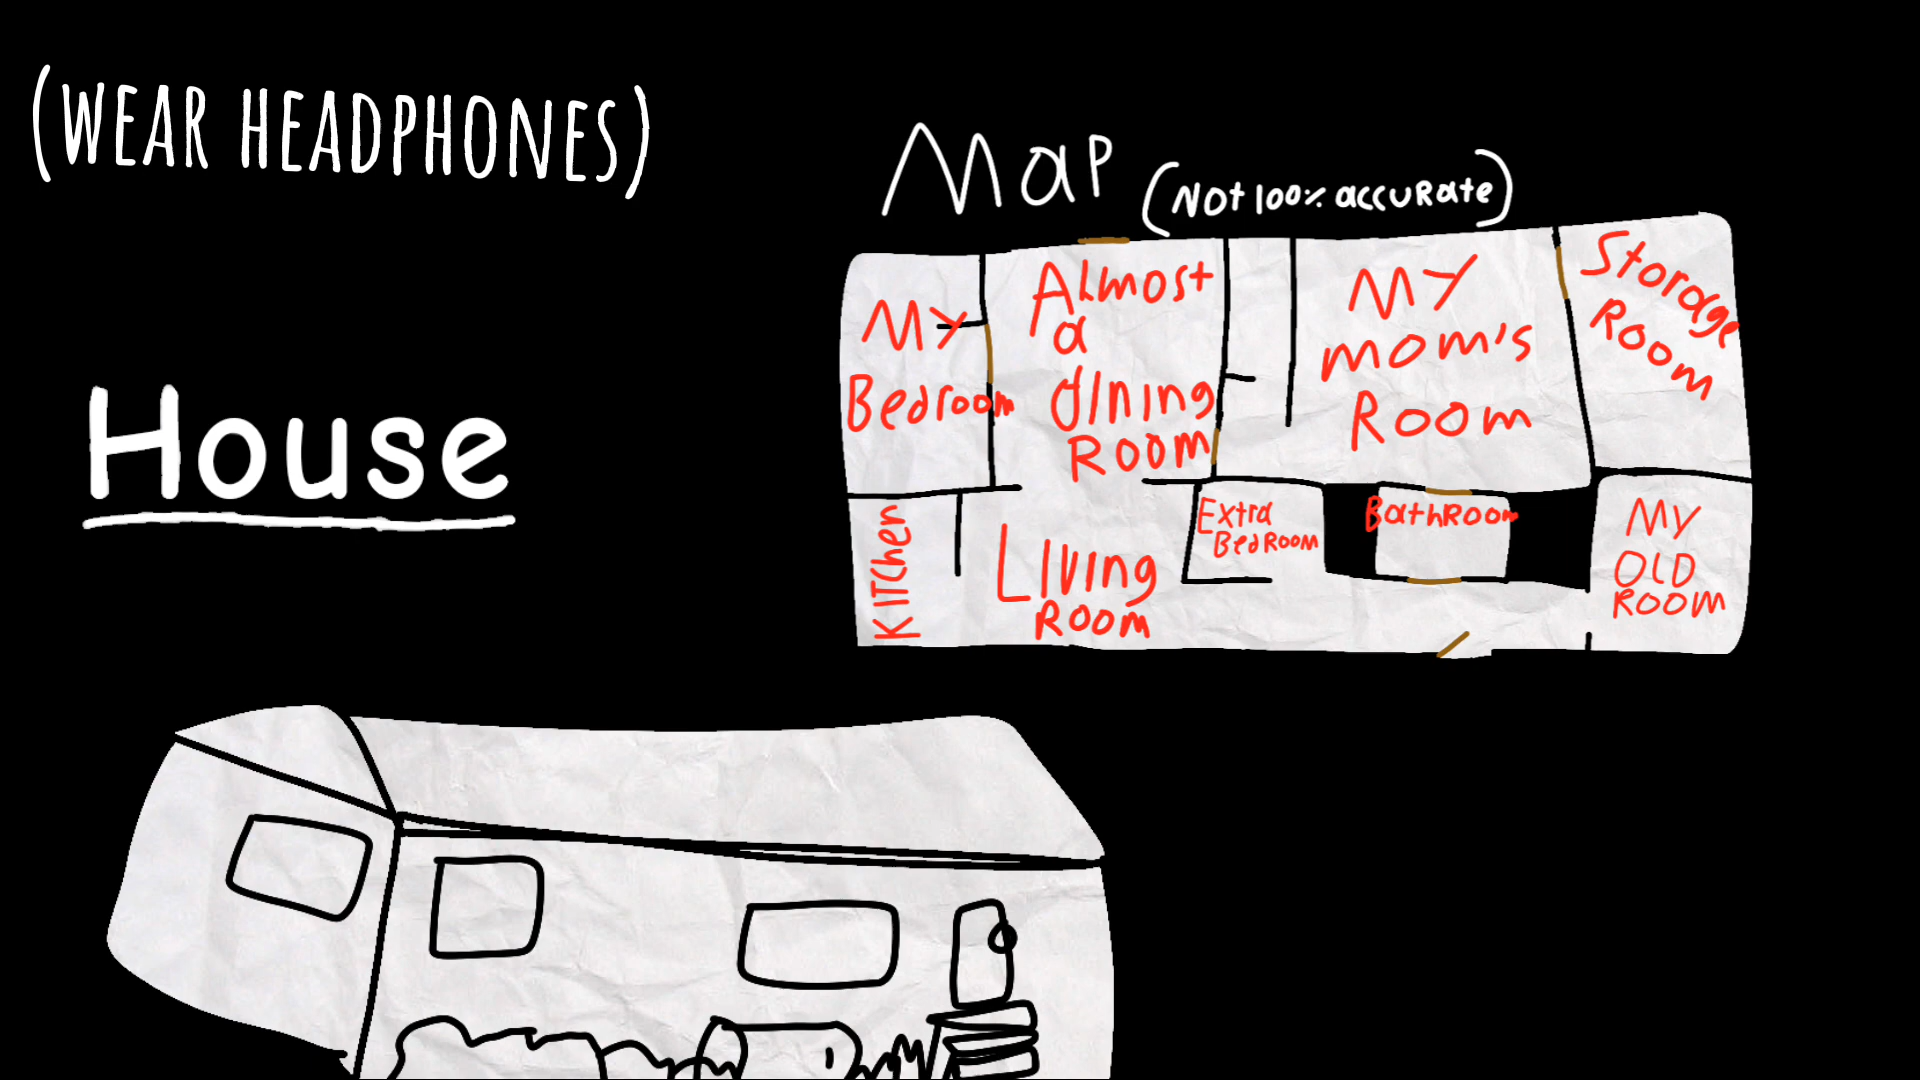 (WEAR HEADPHONES)
Map (Not 100% accurate)
House
My
Bedroom
Almost
a
dining
Room
My
mom's
Room
Storage
Room
Kitchen
Living
Room
Extra
BedRoom
BathRoom
My
OLD
ROOM